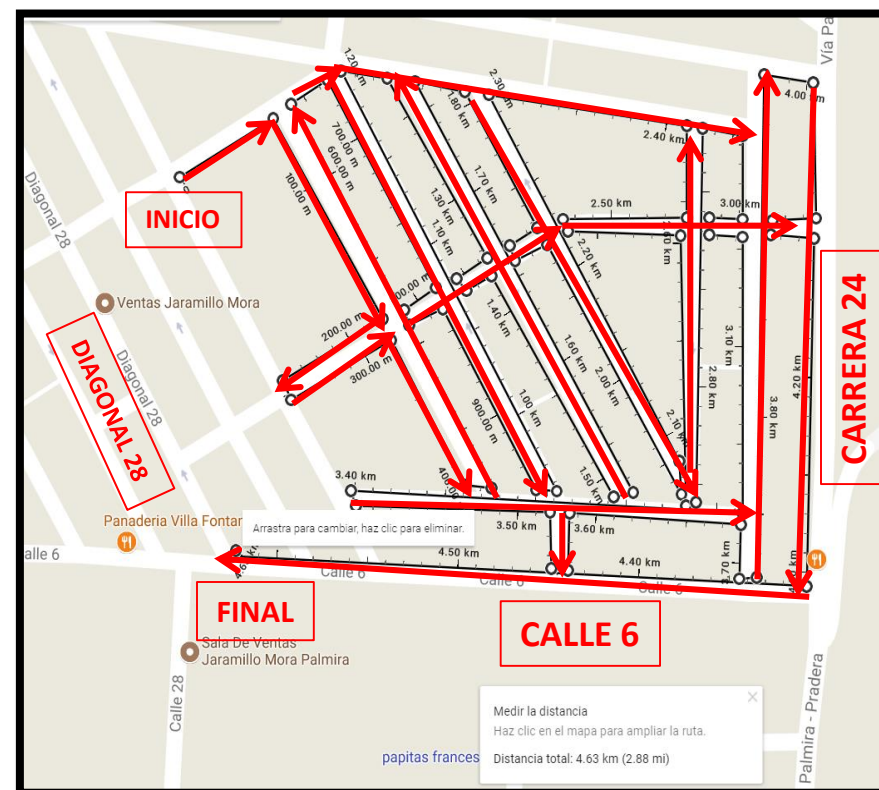 Vía Pa
1.20 km
2.30 km
4.00 km
1.80 km
2.40 km
700.00 m
600.00 m
100.00 m
Diagonal 28
INICIO
1.70 km
1.30 km
1.10 km
2.50 km
3.00 km
2.20 km
Ventas Jaramillo Mora
200.00 m
300.00 m
1.40 km
1.60 km
2.00 km
3.10 km
CARRERA 24
DIAGONAL 28
Diagonal 28
4.20 km
2.80 km
3.80 km
1.00 km
900.00 m
2.10 km
1.50 km
3.40 km
Panaderia Villa Fontar
Arrastra para cambiar, haz clic para eliminar.
3.50 km
3.60 km
3.70 km
alle 6
4.50 km
4.40 km
Calle 6
Calle 6
Calle 6
FINAL
CALLE 6
Sala De Ventas
Jaramillo Mora Palmira
Calle 28
Palmira - Pradera
Medir la distancia
Haz clic en el mapa para ampliar la ruta.
papitas frances
Distancia total: 4.63 km (2.88 mi)